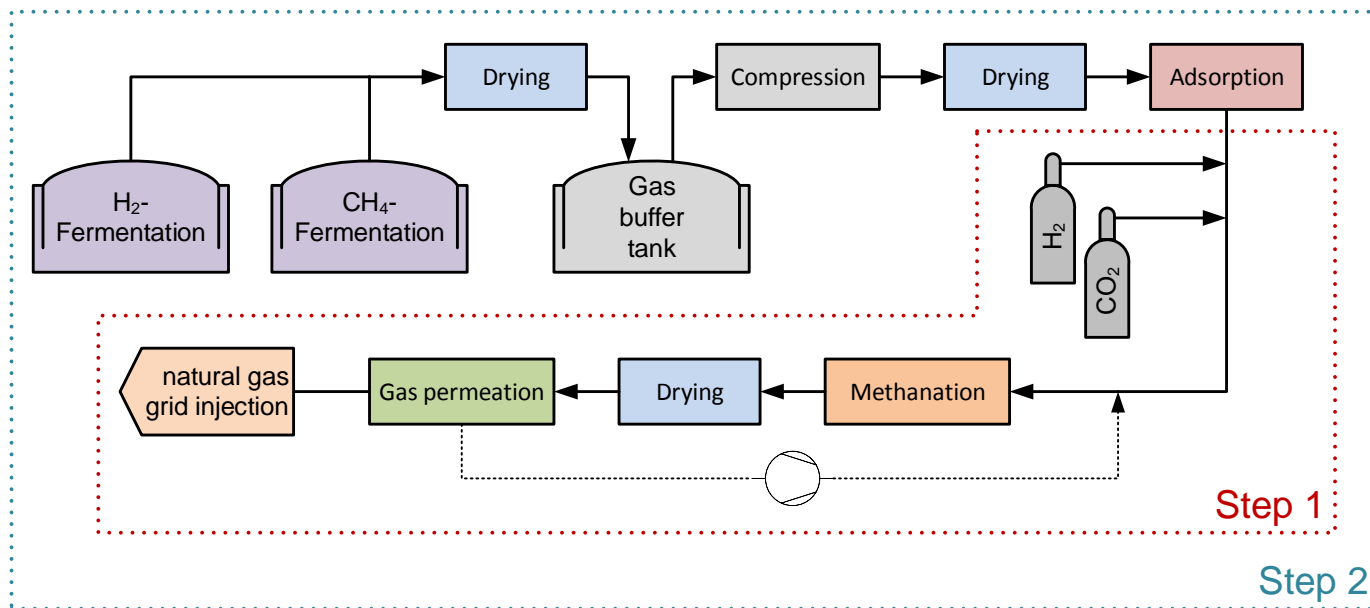 Drying
Compression
Drying
Adsorption
H₂-
Fermentation
CH₄-
Fermentation
Gas
buffer
tank
H₂
CO₂
natural gas
grid injection
Gas permeation
Drying
Methanation
Step 1
Step 2